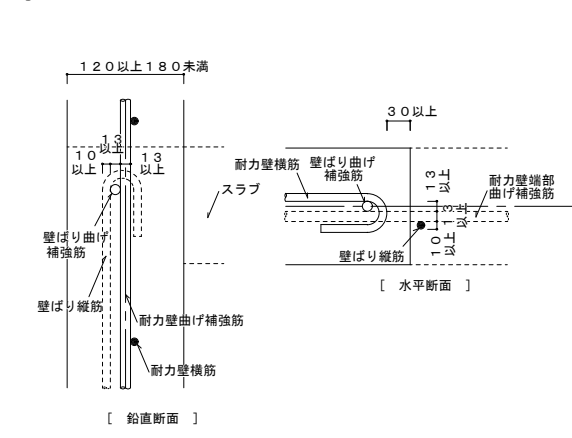 １２０以上１８０未満
１３
以上
１０
以上
１３
以上
スラブ
壁ばり曲げ
補強筋
壁ばり縦筋
耐力壁曲げ補強筋
耐力壁横筋
［　鉛直断面　］
３０以上
耐力壁横筋
壁ばり曲げ
補強筋
１３
以上
１３
以上
１０
以上
耐力壁端部
曲げ補強筋
壁ばり縦筋
［　水平断面　］